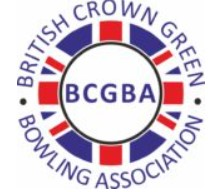 BRITISH CROWN GREEN
BCGBA
BOWLING ASSOCIATION